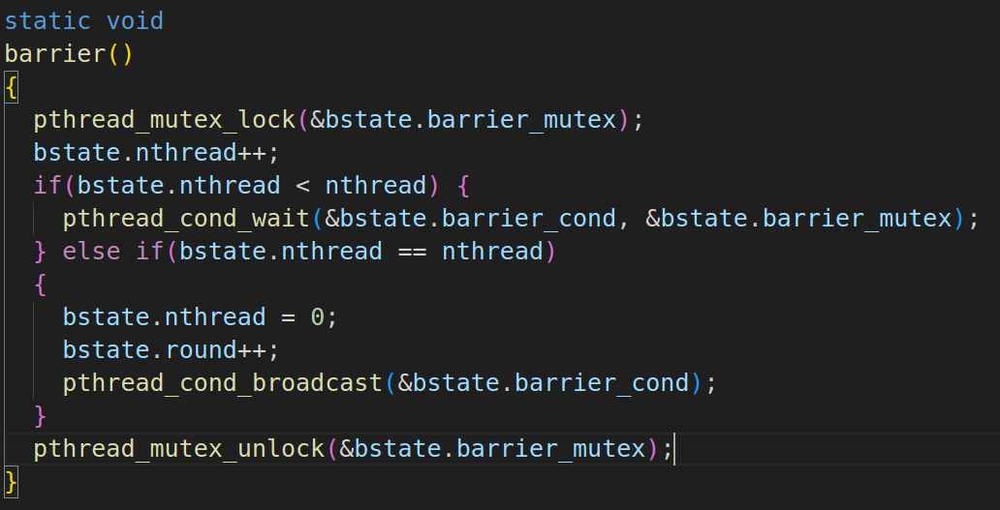 static void
barrier()
{
  pthread_mutex_lock(&bstate.barrier_mutex);
  bstate.nthread++;
  if(bstate.nthread < nthread) {
    pthread_cond_wait(&bstate.barrier_cond, &bstate.barrier_mutex);
  } else if(bstate.nthread == nthread)
  {
    bstate.nthread = 0;
    bstate.round++;
    pthread_cond_broadcast(&bstate.barrier_cond);
  }
  pthread_mutex_unlock(&bstate.barrier_mutex);
}